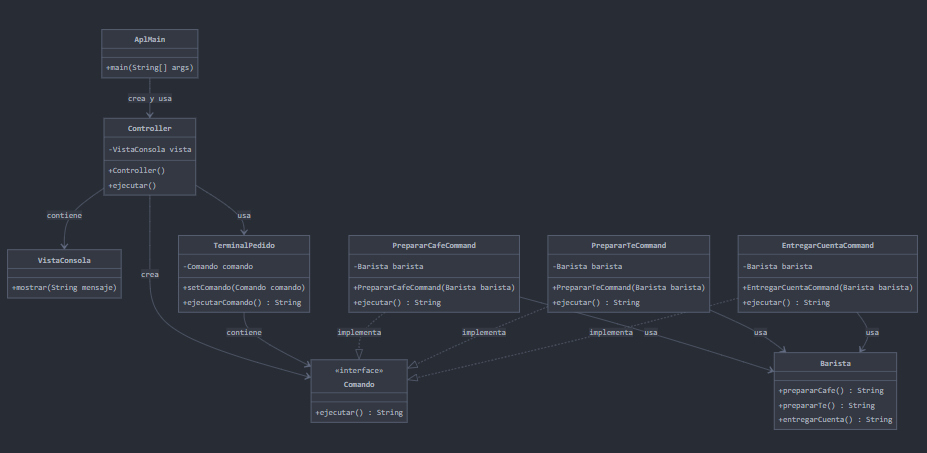 AplMain
+main(String[] args)
crea y usa
Controller
-VistaConsola vista
+Controller()
+ejecutar()
contiene
usa
crea
VistaConsola
+mostrar(String mensaje)
TerminalPedido
-Comando comando
+setComando(Comando comando)
+ejecutarComando() : String
PrepararCafeCommand
-Barista barista
+PrepararCafeCommand(Barista barista)
+ejecutar() : String
PrepararTeCommand
-Barista barista
+PrepararTeCommand(Barista barista)
+ejecutar() : String
EntregarCuentaCommand
-Barista barista
+EntregarCuentaCommand(Barista barista)
+ejecutar() : String
contiene
implementa
implementa
implementa
usa
usa
usa
«interface»
Comando
+ejecutar() : String
Barista
+prepararCafe() : String
+prepararTe() : String
+entregarCuenta() : String